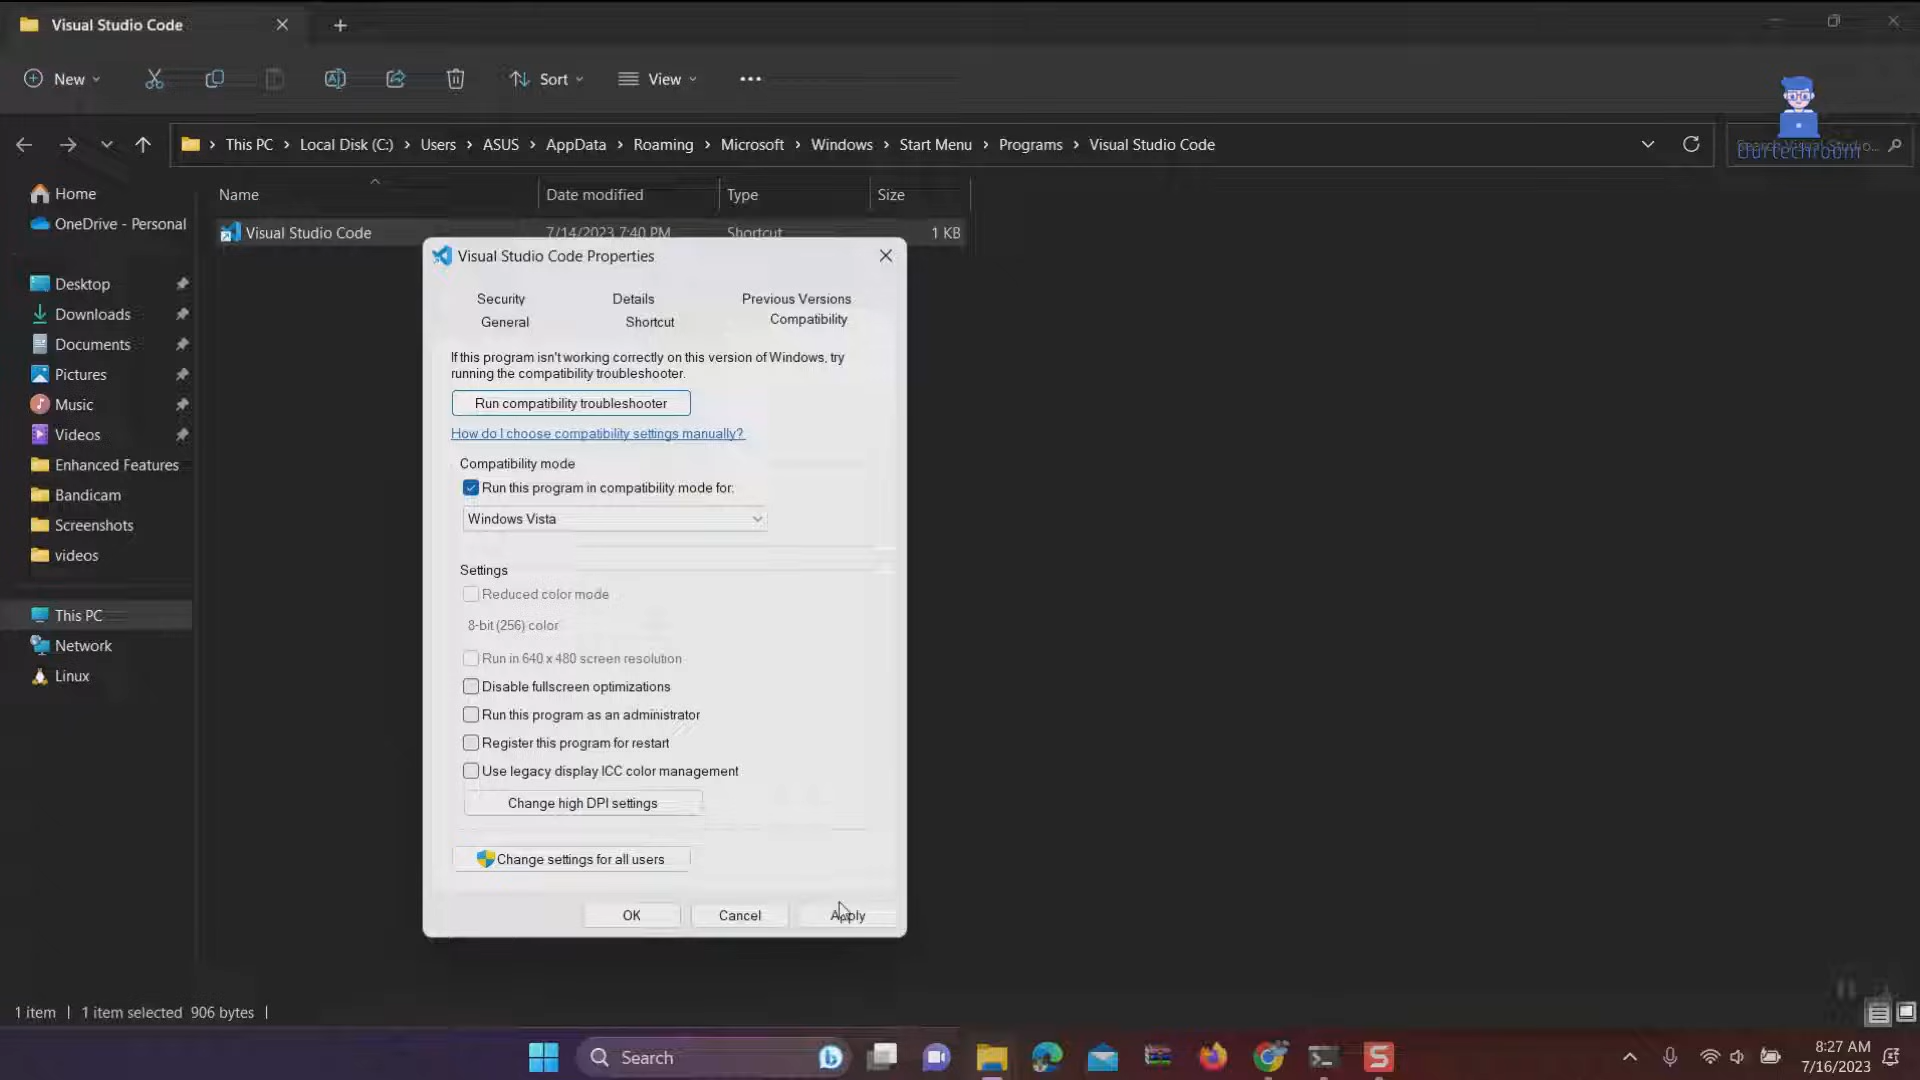 Visual Studio Code
New
Sort
View
This PC
Local Disk (C:)
Users
ASUS
AppData
Roaming
Microsoft
Windows
Start Menu
Programs
Visual Studio Code
Search Visual Studio...
Ourtechroom
Home
OneDrive - Personal
Desktop
Downloads
Documents
Pictures
Music
Videos
Enhanced Features
Bandicam
Screenshots
videos
This PC
Network
Linux
Name
Date modified
Type
Size
Visual Studio Code
7/14/2023 7:40 PM
Shortcut
1 KB
Visual Studio Code Properties
Security
Details
Previous Versions
General
Shortcut
Compatibility
If this program isn't working correctly on this version of Windows, try
running the compatibility troubleshooter.
Run compatibility troubleshooter
How do I choose compatibility settings manually?
Compatibility mode
Run this program in compatibility mode for:
Windows Vista
Settings
Reduced color mode
8-bit (256) color
Run in 640 x 480 screen resolution
Disable fullscreen optimizations
Run this program as an administrator
Register this program for restart
Use legacy display ICC color management
Change high DPI settings
Change settings for all users
OK
Cancel
Apply
1 item
1 item selected 906 bytes
Search
8:27 AM
7/16/2023